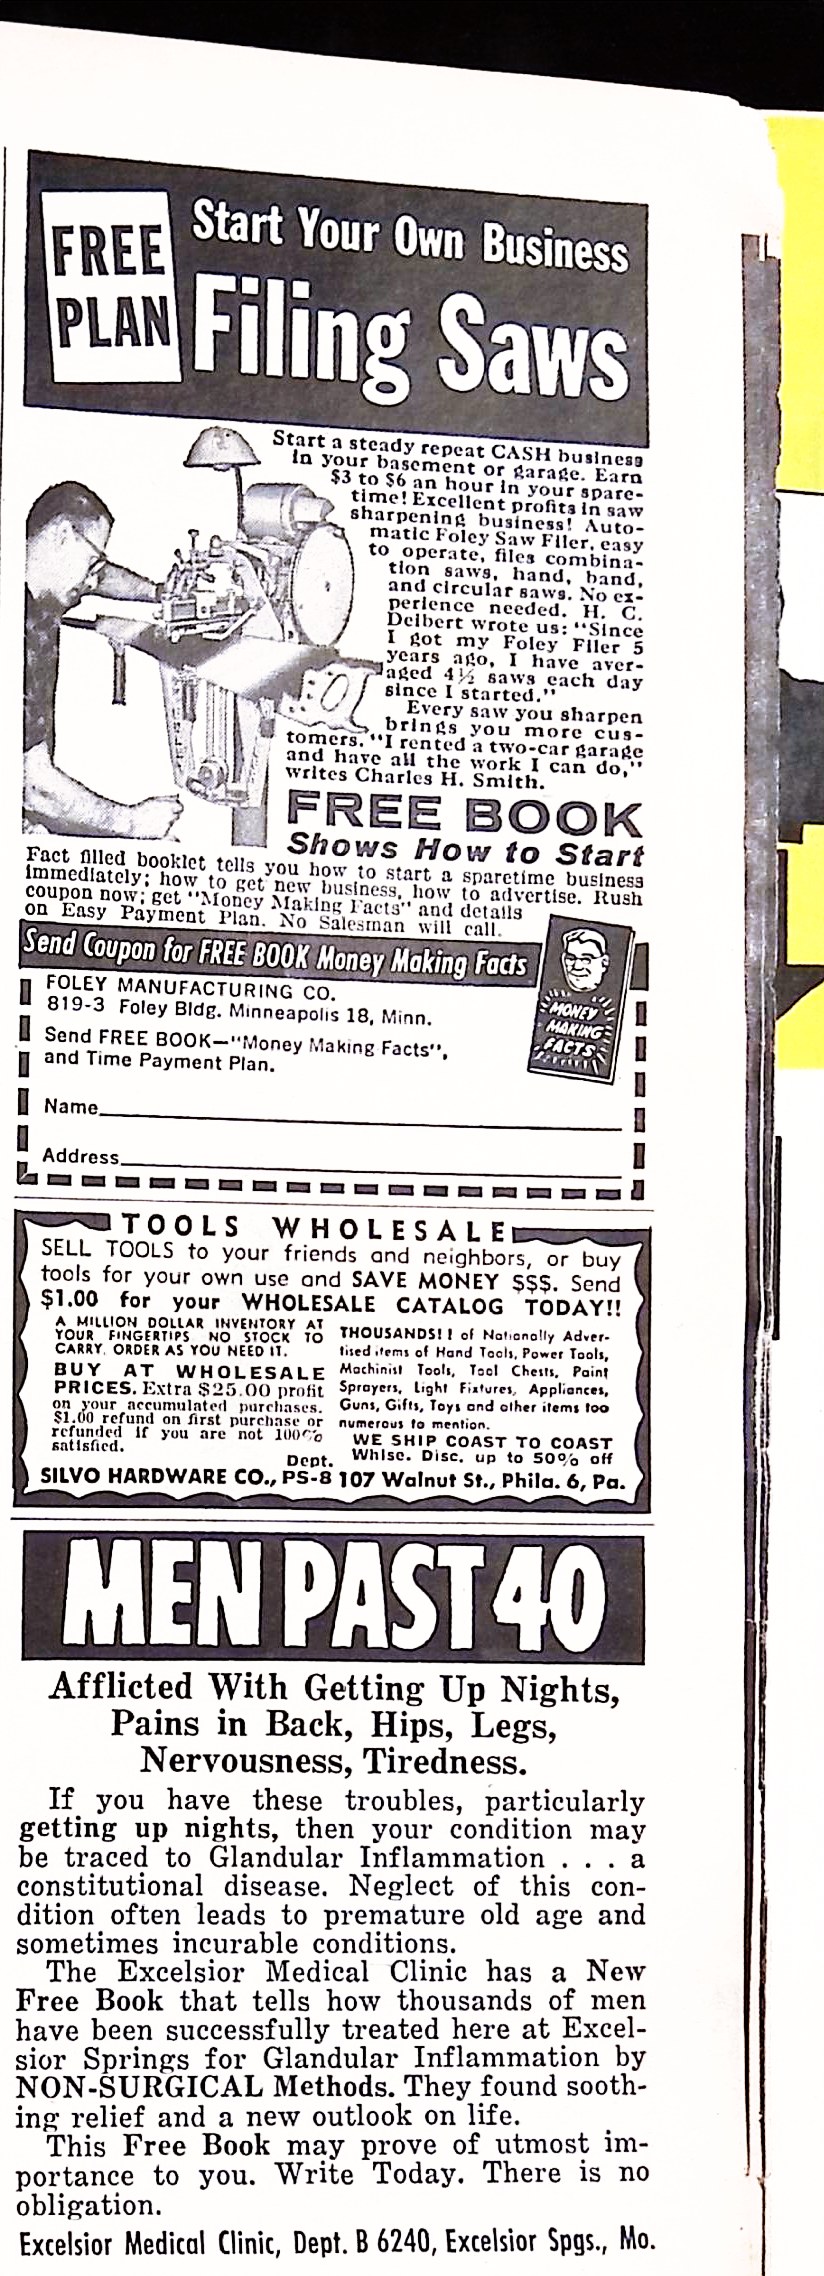 FREE
PLAN
Start Your Own Business
Filing Saws
Start a steady repeat CASH business
in your basement or garage. Earn
$3 to $6 an hour in your spare-
time! Excellent profits in saw
sharpening business! Auto-
matic Foley Saw Filer, easy
to operate, files combina-
tion saws, hand, band,
and circular saws. No ex-
perience needed. H. C.
Delbert wrote us: "Since
I got my Foley Filer 5
years ago, I have aver-
aged 4½ saws each day
since I started."
Every saw you sharpen
brings you more cus-
tomers. "I rented a two-car garage
and have all the work I can do,"
writes Charles H. Smith.
FREE BOOK
Shows How to Start
Fact filled booklet tells you how to start a sparetime business
immediately; how to get new business, how to advertise. Rush
coupon now; get "Money Making Facts" and details
on Easy Payment Plan. No Salesman will call.
Send Coupon for FREE BOOK Money Making Facts
MONEY
MAKING
FACTS
FOLEY MANUFACTURING CO.
819-3 Foley Bldg. Minneapolis 18, Minn.
Send FREE BOOK—"Money Making Facts",
and Time Payment Plan.
Name
Address
TOOLS WHOLESALE
SELL TOOLS to your friends and neighbors, or buy
tools for your own use and SAVE MONEY $$$. Send
$1.00 for your WHOLESALE CATALOG TODAY!!
A MILLION DOLLAR INVENTORY AT
YOUR FINGERTIPS NO STOCK TO
CARRY. ORDER AS YOU NEED IT.
BUY AT WHOLESALE
PRICES. Extra $25.00 profit
on your accumulated purchases.
$1.00 refund on first purchase or
refunded if you are not 100%
satisfied.
THOUSANDS!! of Nationally Adver-
tised items of Hand Tools, Power Tools,
Machinist Tools, Tool Chests, Paint
Sprayers, Light Fixtures, Appliances,
Guns, Gifts, Toys and other items too
numerous to mention.
WE SHIP COAST TO COAST
Whlse. Disc. up to 50% off
Dept.
SILVO HARDWARE CO., PS-8 107 Walnut St., Phila. 6, Pa.
MEN PAST 40
Afflicted With Getting Up Nights,
Pains in Back, Hips, Legs,
Nervousness, Tiredness.
If you have these troubles, particularly
getting up nights, then your condition may
be traced to Glandular Inflammation . . . a
constitutional disease. Neglect of this con-
dition often leads to premature old age and
sometimes incurable conditions.
The Excelsior Medical Clinic has a New
Free Book that tells how thousands of men
have been successfully treated here at Excel-
sior Springs for Glandular Inflammation by
NON-SURGICAL Methods. They found sooth-
ing relief and a new outlook on life.
This Free Book may prove of utmost im-
portance to you. Write Today. There is no
obligation.
Excelsior Medical Clinic, Dept. B 6240, Excelsior Spgs., Mo.